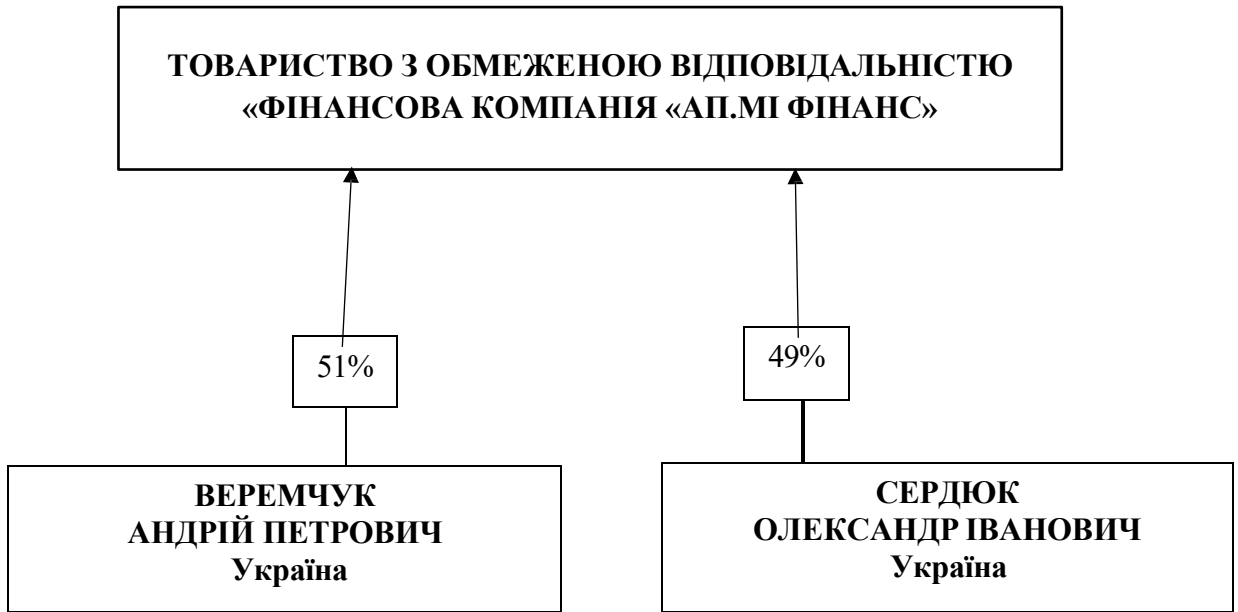 ТОВАРИСТВО З ОБМЕЖЕНОЮ ВІДПОВІДАЛЬНІСТЮ
«ФІНАНСОВА КОМПАНІЯ «АП.МІ ФІНАНС»
51%
49%
ВЕРЕМЧУК
АНДРІЙ ПЕТРОВИЧ
Україна
СЕРДЮК
ОЛЕКСАНДР ІВАНОВИЧ
Україна